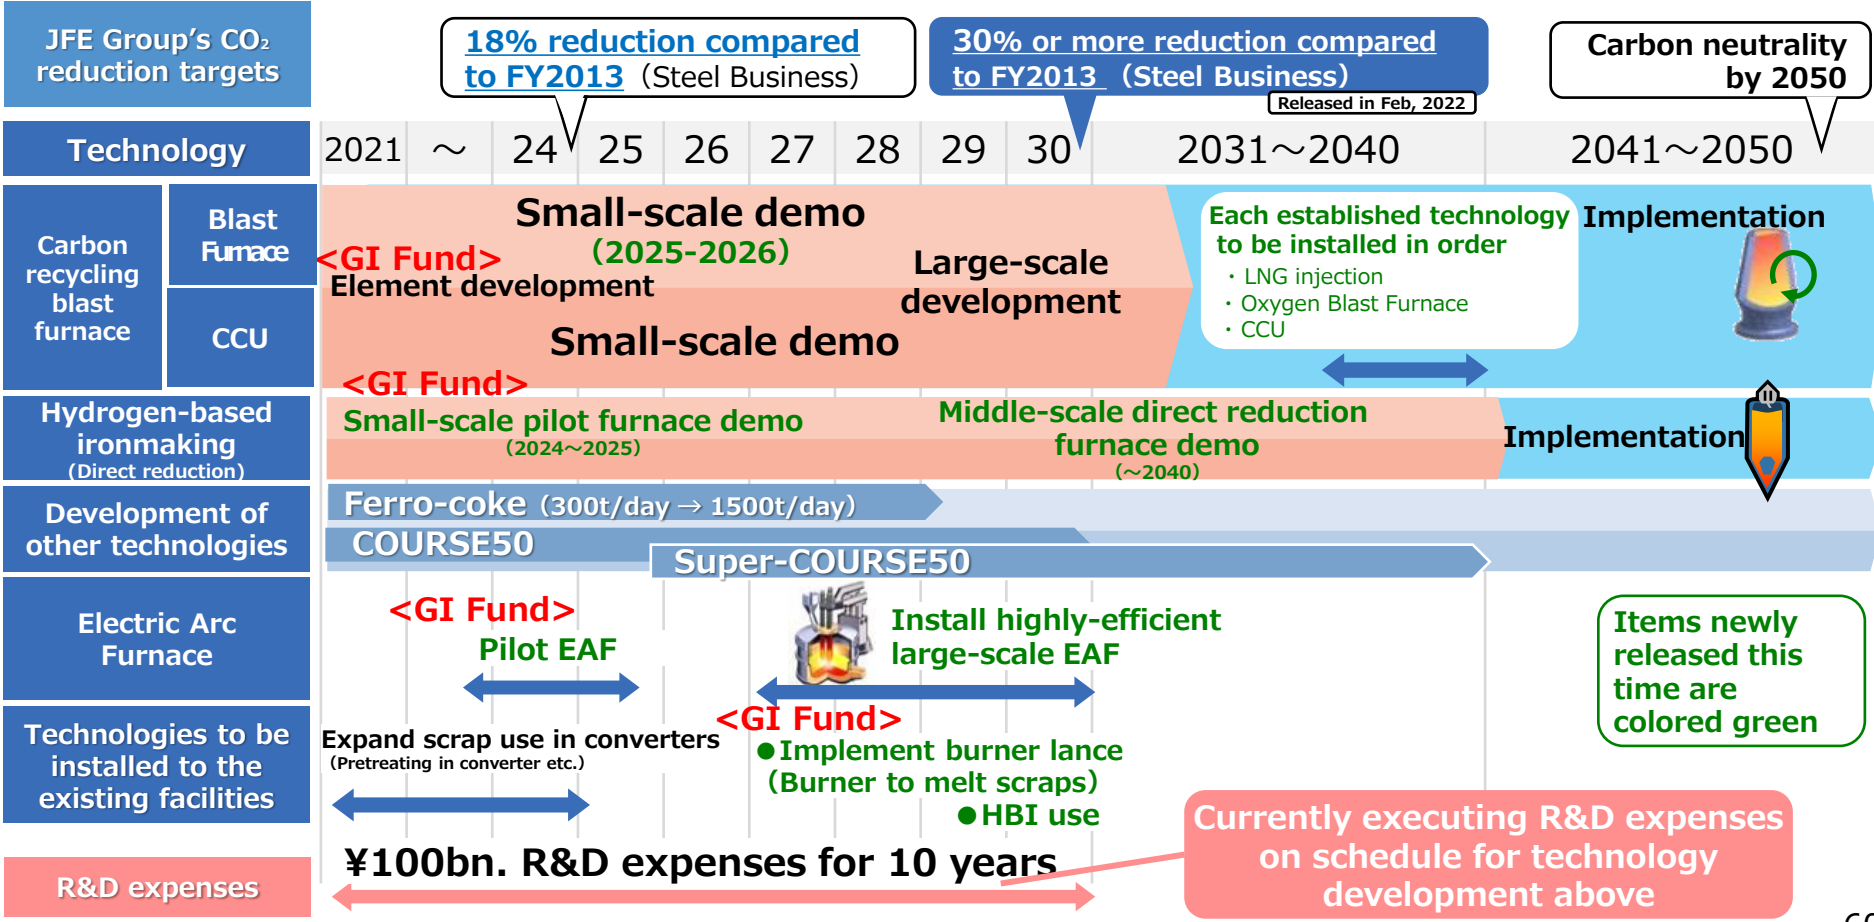 JFE Group's CO₂
reduction targets
18% reduction compared
to FY2013（Steel Business）
30% or more reduction compared
to FY2013 （Steel Business）
Released in Feb, 2022
Carbon neutrality
by 2050
Technology
2021 ～ 24 25 26 27 28 29 30 2031～2040 2041～2050
Carbon
recycling
blast
furnace
Blast
Furnace
CCU
Small-scale demo
（2025-2026）
<GI Fund>
Element development
Large-scale
development
Small-scale demo
Each established technology
to be installed in order
・ LNG injection
・ Oxygen Blast Furnace
・ CCU
Implementation
<GI Fund>
Hydrogen-based
ironmaking
(Direct reduction)
Small-scale pilot furnace demo
（2024～2025）
Middle-scale direct reduction
furnace demo
（～2040）
Implementation
Development of
other technologies
Ferro-coke（300t/day → 1500t/day）
COURSE50
Super-COURSE50
Electric Arc
Furnace
<GI Fund>
Pilot EAF
Install highly-efficient
large-scale EAF
Items newly
released this
time are
colored green
Technologies to be
installed to the
existing facilities
Expand scrap use in converters
（Pretreating in converter etc.）
<GI Fund>
●Implement burner lance
（Burner to melt scraps）
●HBI use
R&D expenses
¥100bn. R&D expenses for 10 years
Currently executing R&D expenses
on schedule for technology
development above